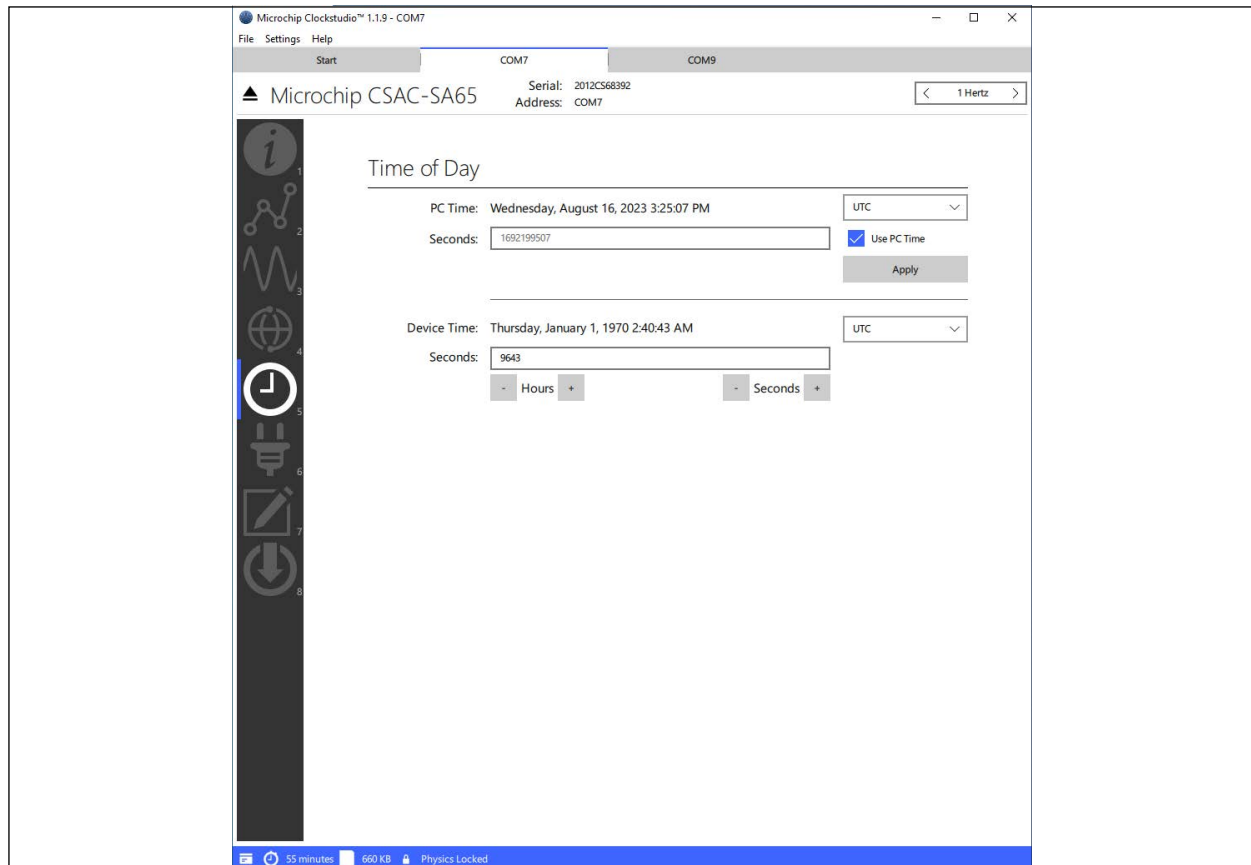 Microchip Clockstudio™ 1.1.9 - COM7
File Settings Help
Start COM7 COM9
Microchip CSAC-SA65
Serial: 2012CS68392
Address: COM7
< 1 Hertz >
i
1
2
3
4
5
6
7
8
Time of Day
PC Time: Wednesday, August 16, 2023 3:25:07 PM UTC
Seconds: 1692199507 Use PC Time
Apply
Device Time: Thursday, January 1, 1970 2:40:43 AM UTC
Seconds: 9643
- Hours + - Seconds +
55 minutes 660 KB Physics Locked